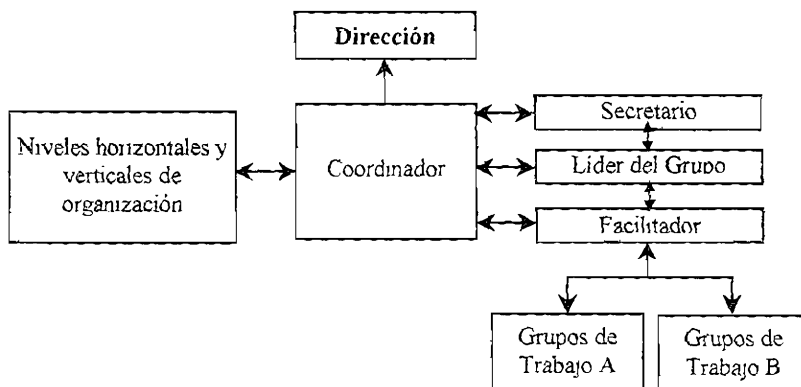 Dirección
Niveles horizontales y
verticales de
organización
Coordinador
Secretario
Líder del Grupo
Facilitador
Grupos de
Trabajo A
Grupos de
Trabajo B